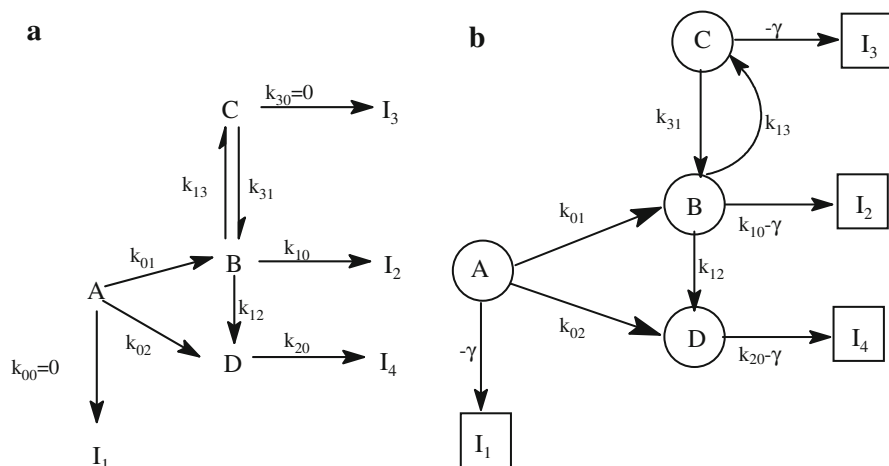 a
k30=0
C
I3
k13
k31
k01
B
k10
I2
A
k12
k02
D
k20
I4
k00=0
I1
b
C
-γ
I3
k31
k13
B
k10-γ
I2
k01
k12
A
k02
D
k20-γ
I4
-γ
I1